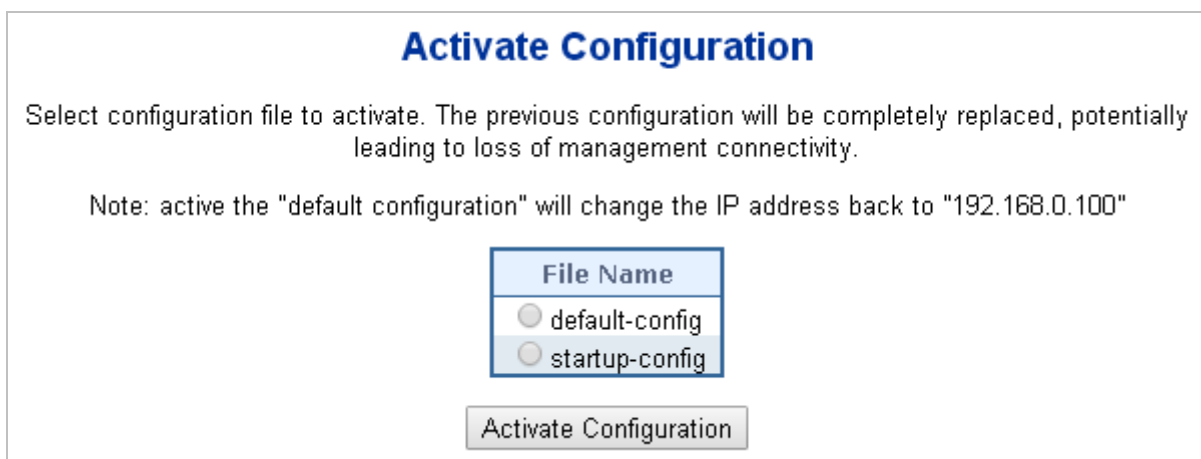 Activate Configuration
Select configuration file to activate. The previous configuration will be completely replaced, potentially
leading to loss of management connectivity.
Note: active the "default configuration" will change the IP address back to "192.168.0.100"
File Name
default-config
startup-config
Activate Configuration